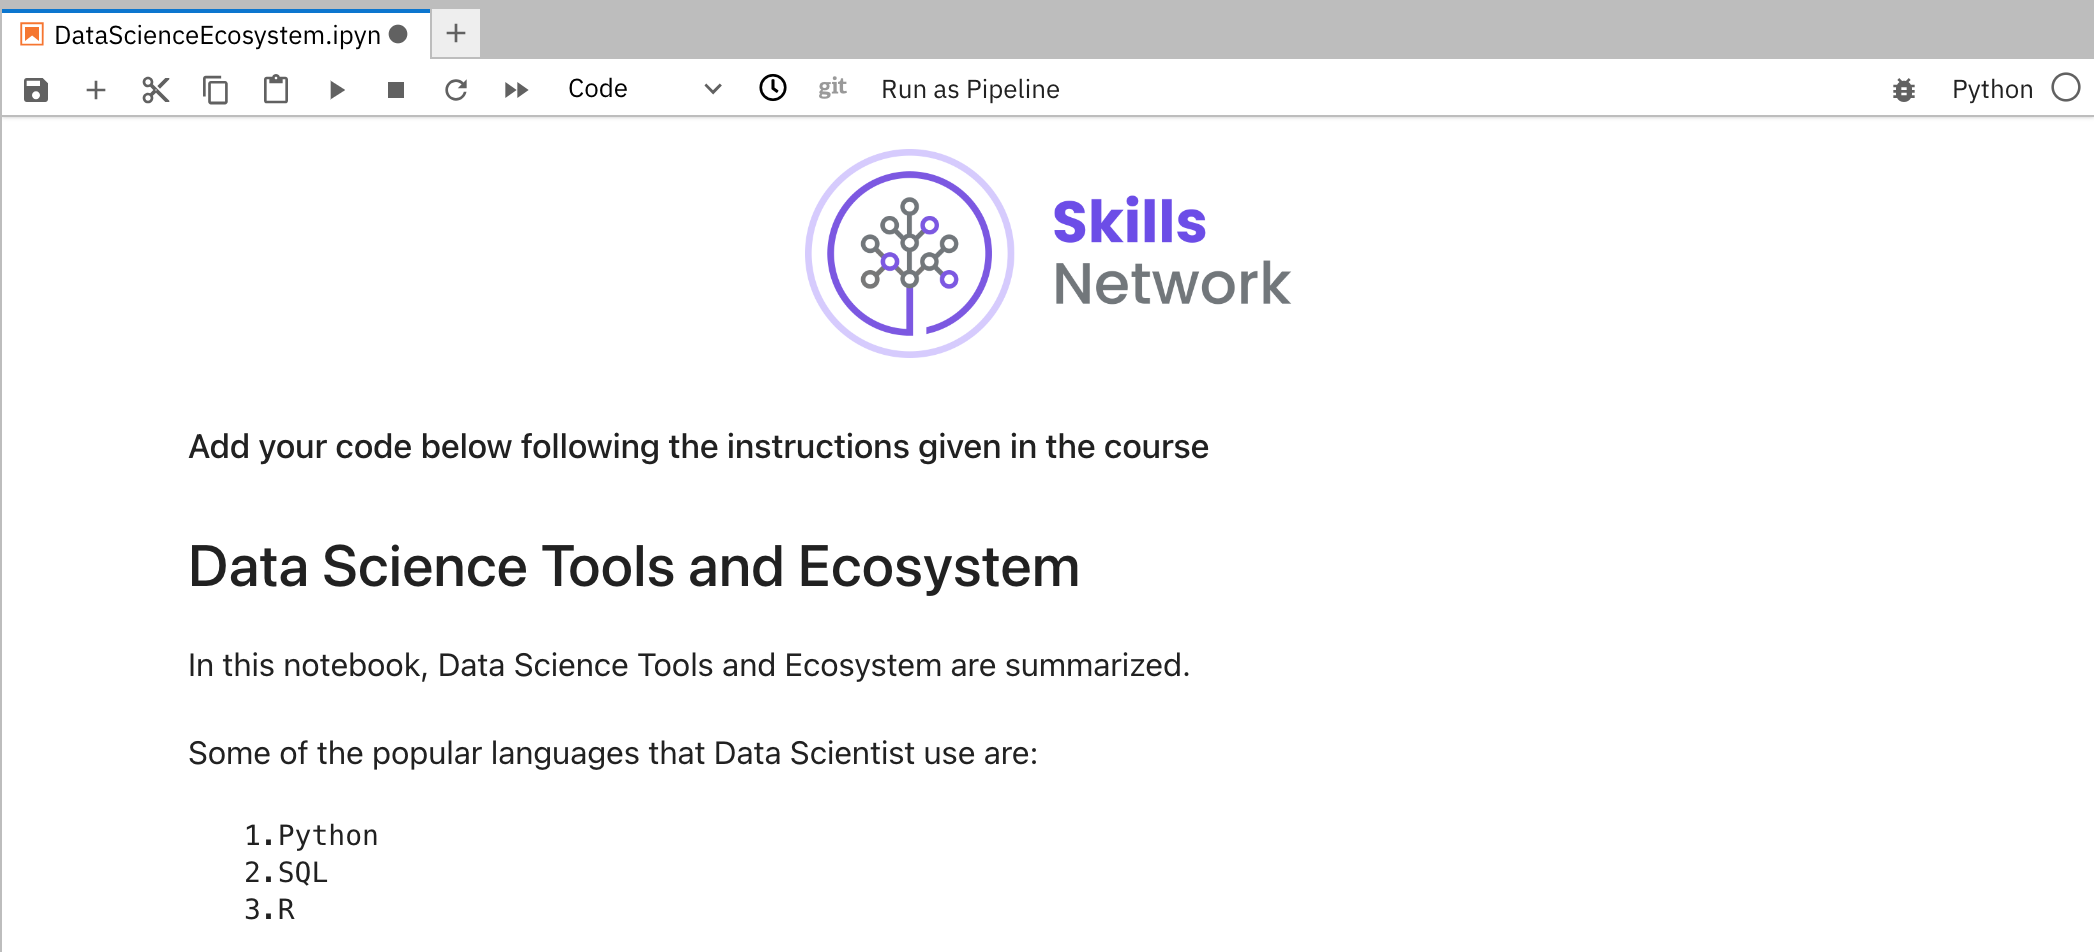 DataScienceEcosystem.ipyn
Code git Run as Pipeline Python
Skills
Network
Add your code below following the instructions given in the course
Data Science Tools and Ecosystem
In this notebook, Data Science Tools and Ecosystem are summarized.
Some of the popular languages that Data Scientist use are:
1.Python
2.SQL
3.R